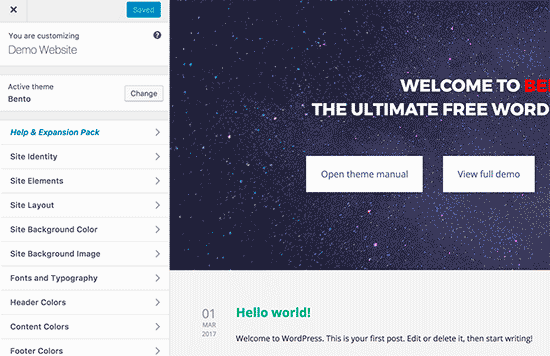 Saved
You are customizing
Demo Website
Active theme
Bento
Change
Help & Expansion Pack
Site Identity
Site Elements
Site Layout
Site Background Color
Site Background Image
Fonts and Typography
Header Colors
Content Colors
Footer Colors
WELCOME TO
THE ULTIMATE FREE WORD
Open theme manual
View full demo
01
MAR
2017
Hello world!
Welcome to WordPress. This is your first post. Edit or delete it, then start writing!